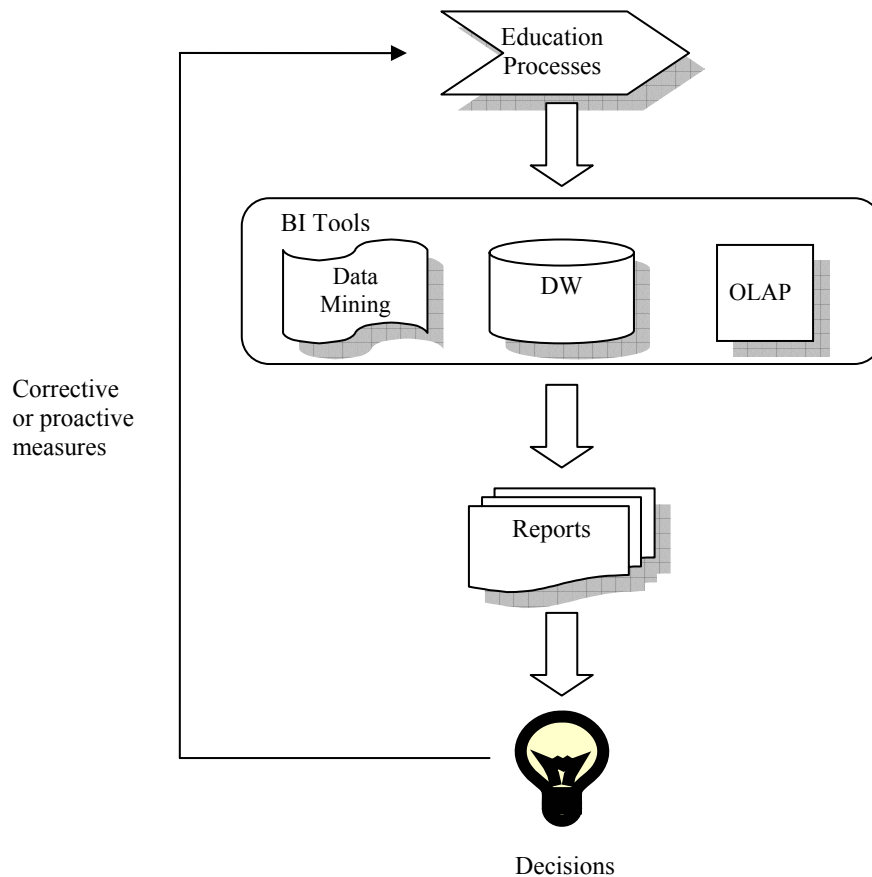 Education
Processes
BI Tools
Data
Mining
DW
OLAP
Corrective
or proactive
measures
Reports
Decisions